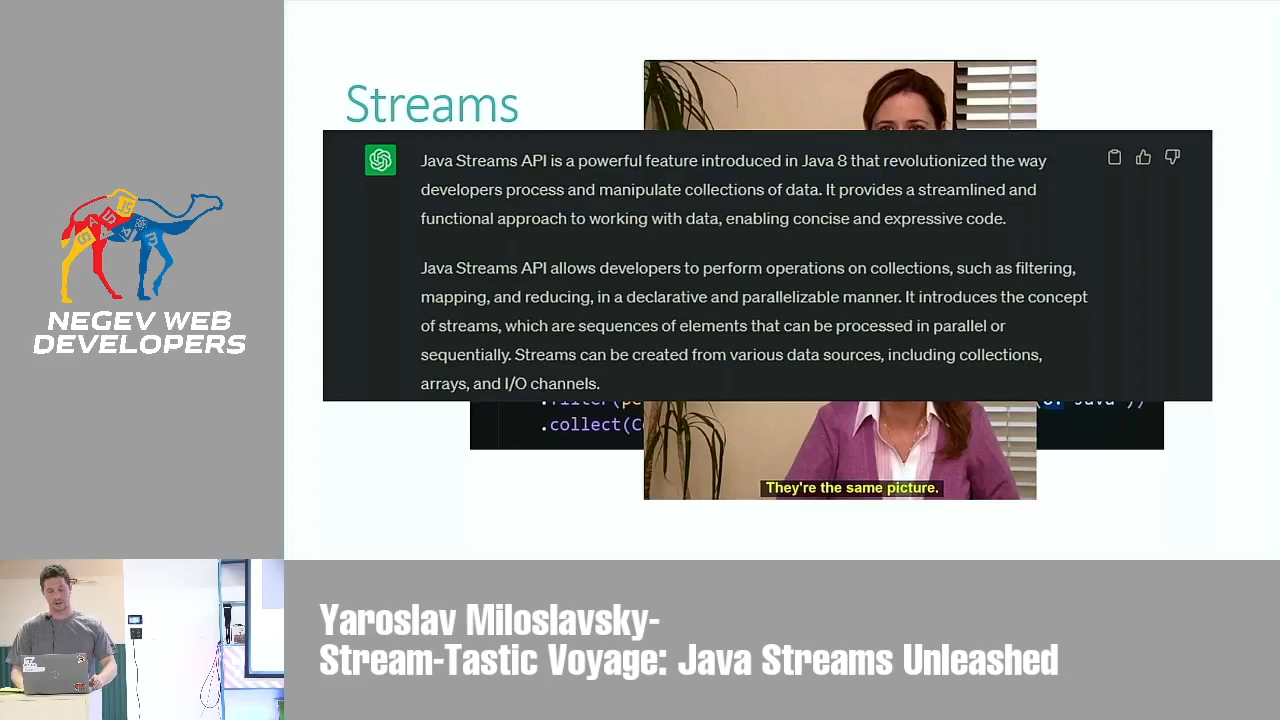 Streams
Java Streams API is a powerful feature introduced in Java 8 that revolutionized the way
developers process and manipulate collections of data. It provides a streamlined and
functional approach to working with data, enabling concise and expressive code.
Java Streams API allows developers to perform operations on collections, such as filtering,
mapping, and reducing, in a declarative and parallelizable manner. It introduces the concept
of streams, which are sequences of elements that can be processed in parallel or
sequentially. Streams can be created from various data sources, including collections,
arrays, and I/O channels.
.collect(C
They're the same picture.
NEGEV WEB
DEVELOPERS
Yaroslav Miloslavsky-
Stream-Tastic Voyage: Java Streams Unleashed